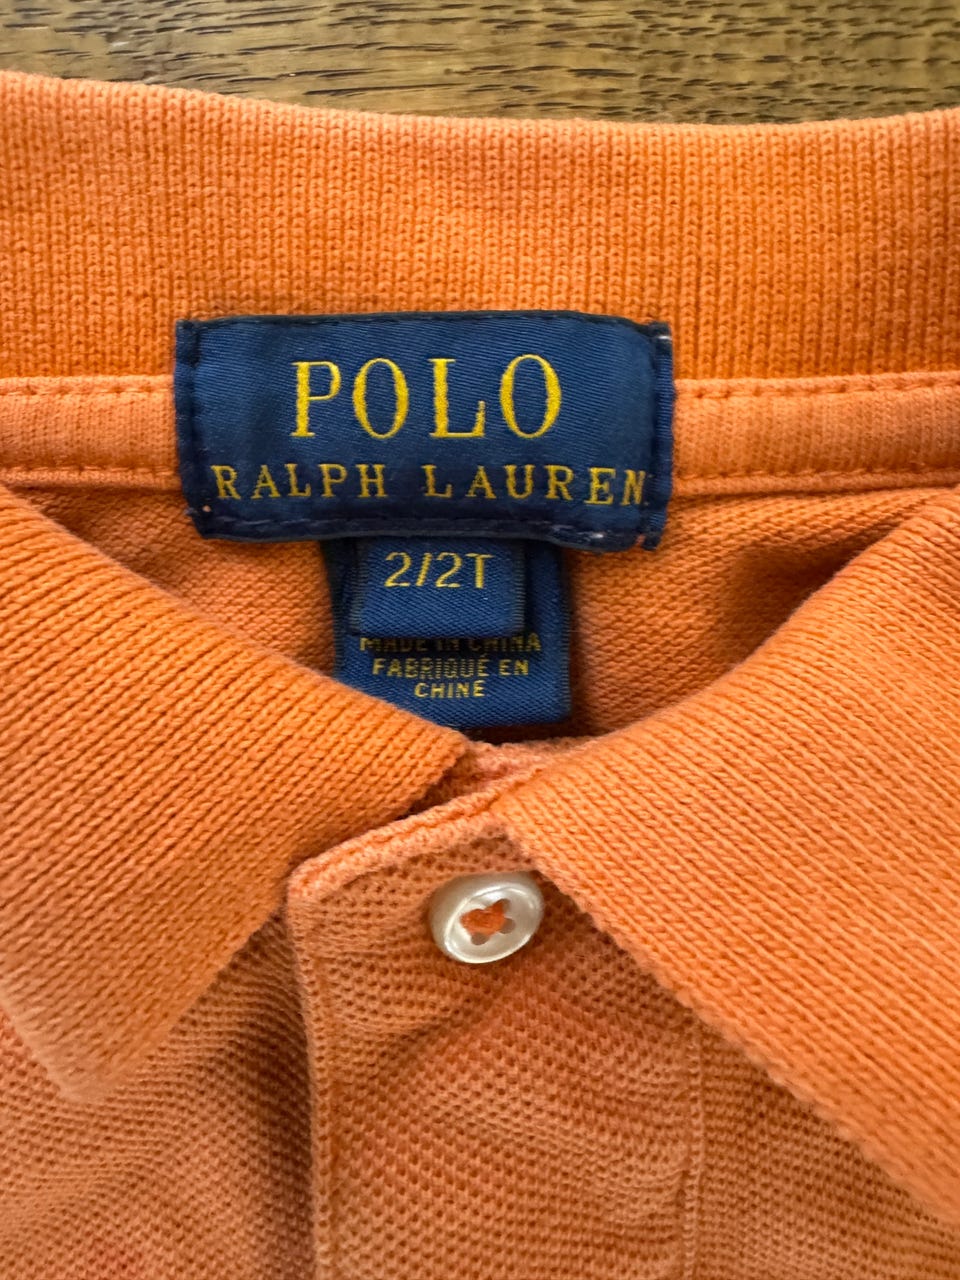 POLO
RALPH LAUREN
2/2T
MADE IN CHINA
FABRIQUÉ EN
CHINE